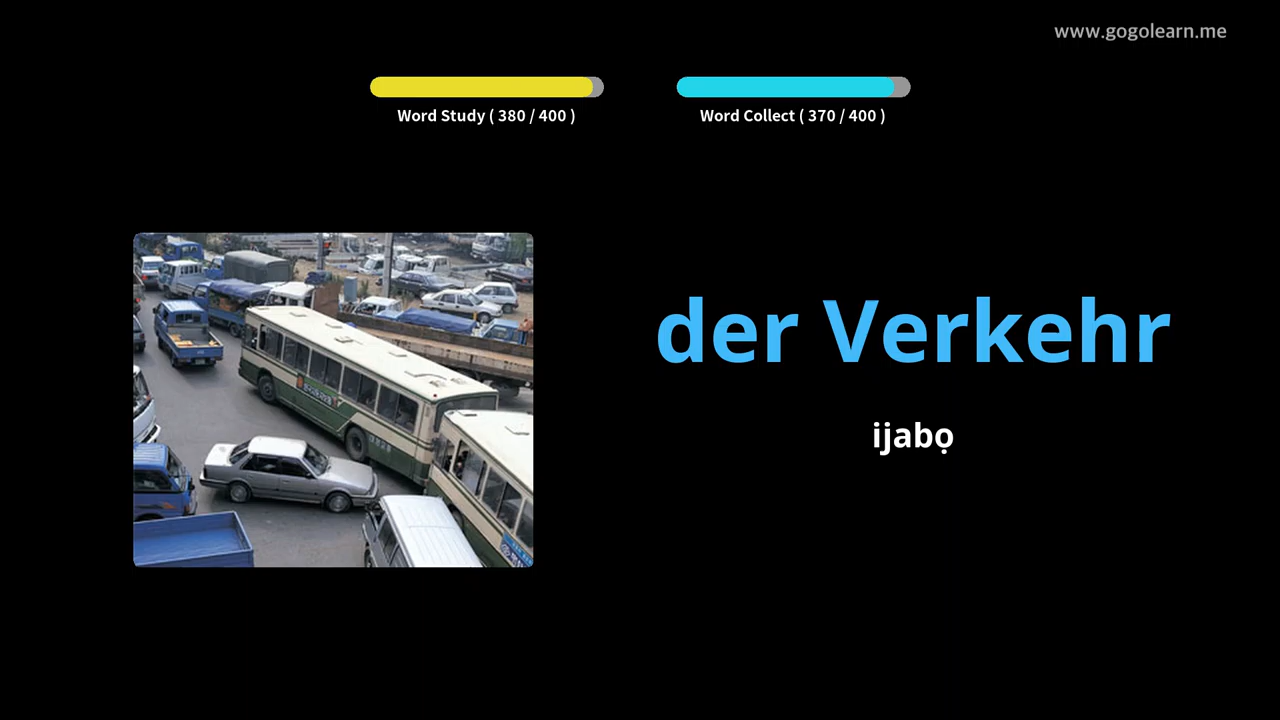 www.gogolearn.me
Word Study ( 380 / 400 )
Word Collect ( 370 / 400 )
der Verkehr
ijabọ